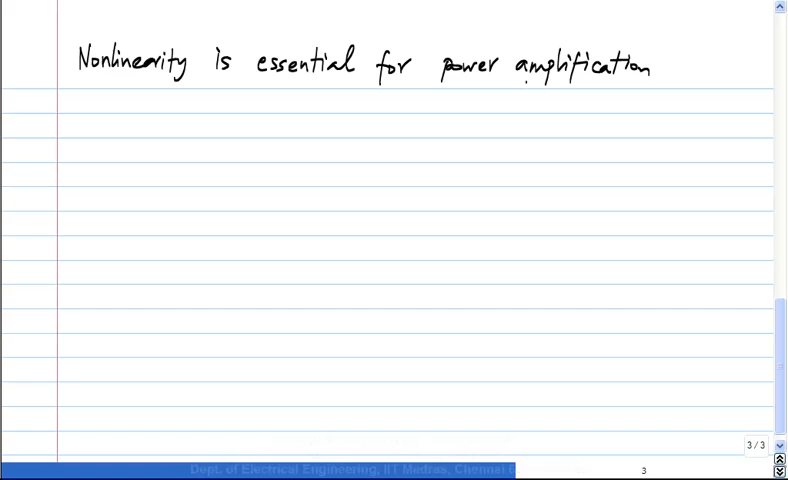 Nonlinearity is essential for power amplification
3 / 3
Dept. of Electrical Engineering, IIT Madras, Chennai
3